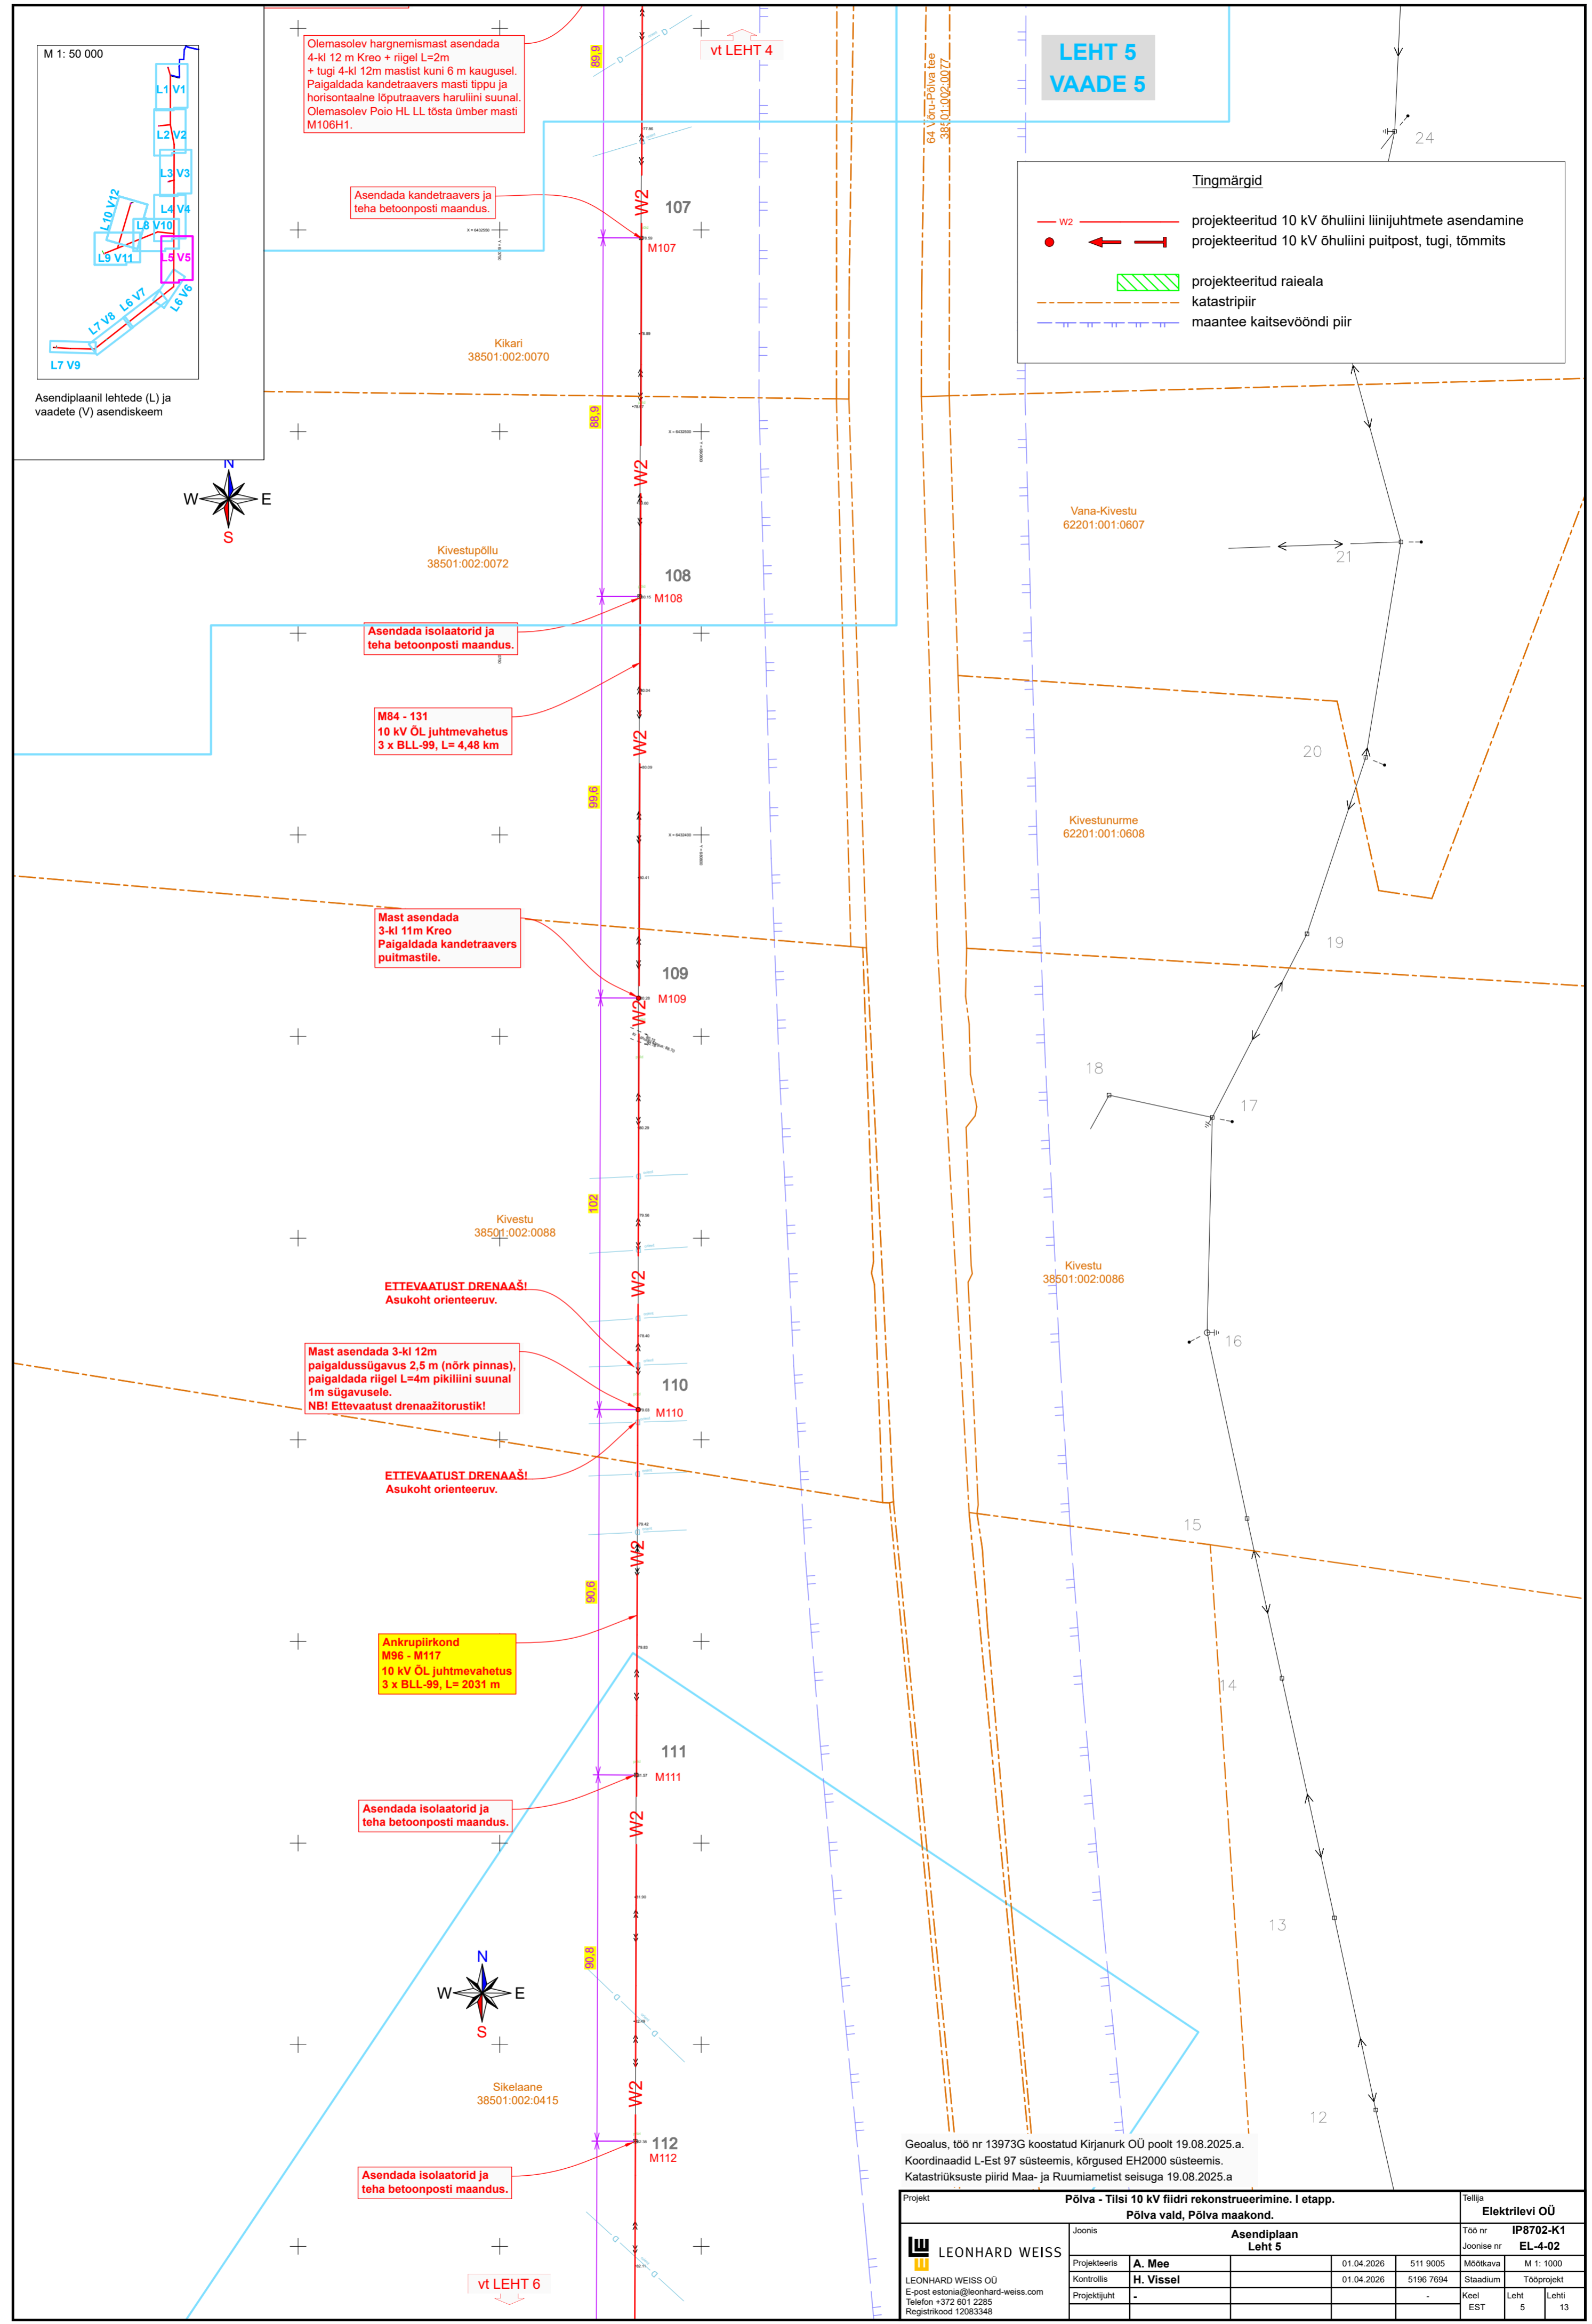 M 1: 50 000
L1 V1
L2 V2
L3 V3
L4 V4
L10 V12
L8 V10
L9 V11
L5 V5
L6 V6
L6 V7
L7 V8
L7 V9
Asendiplaanil lehtede (L) ja
vaadete (V) asendiskeem
Olemasolev hargnemismast asendada
4-kl 12 m Kreo + riigel L=2m
+ tugi 4-kl 12m mastist kuni 6 m kaugusel.
Paigaldada kandetraavers masti tippu ja
horisontaalne lõputraavers haruliini suunal.
Olemasolev Poio HL LL tõsta ümber masti
M106H1.
89,9
D
vt LEHT 4
64 Võru-Põlva tee
38501:002:0077
LEHT 5
VAADE 5
24
Tingmärgid
W2
projekteeritud 10 kV õhuliini liinijuhtmete asendamine
projekteeritud 10 kV õhuliini puitpost, tugi, tõmmits
projekteeritud raieala
katastripiir
maantee kaitsevööndi piir
Asendada kandetraavers ja
teha betoonposti maandus.
W2
107
M107
Kikari
38501:002:0070
88,9
X = 6432500
N
W
E
S
W2
Kivestupõllu
38501:002:0072
Vana-Kivestu
62201:001:0607
21
108
M108
Asendada isolaatorid ja
teha betoonposti maandus.
M84 - 131
10 kV ÕL juhtmevahetus
3 x BLL-99, L= 4,48 km
W2
20
99,6
X = 6432400
Kivestunurme
62201:001:0608
Mast asendada
3-kl 11m Kreo
Paigaldada kandetraavers
puitmastile.
19
109
M109
W2
18
17
102
Kivestu
38501:002:0088
W2
Kivestu
38501:002:0086
ETTEVAATUST DRENAAŽ!
Asukoht orienteeruv.
16
Mast asendada 3-kl 12m
paigaldussügavus 2,5 m (nõrk pinnas),
paigaldada riigel L=4m pikiliini suunal
1m sügavusele.
NB! Ettevaatust drenaažitorustik!
110
M110
ETTEVAATUST DRENAAŽ!
Asukoht orienteeruv.
15
W2
90,6
Ankrupiirkond
M96 - M117
10 kV ÕL juhtmevahetus
3 x BLL-99, L= 2031 m
14
111
M111
Asendada isolaatorid ja
teha betoonposti maandus.
W2
13
90,8
N
W
E
S
D
D
Sikelaane
38501:002:0415
W2
12
112
M112
Asendada isolaatorid ja
teha betoonposti maandus.
D
D
vt LEHT 6
Geoalus, töö nr 13973G koostatud Kirjanurk OÜ poolt 19.08.2025.a.
Koordinaadid L-Est 97 süsteemis, kõrgused EH2000 süsteemis.
Katastriüksuste piirid Maa- ja Ruumiametist seisuga 19.08.2025.a
Projekt
Põlva - Tilsi 10 kV fiidri rekonstrueerimine. I etapp.
Põlva vald, Põlva maakond.
Tellija
Elektrilevi OÜ
LEONHARD WEISS
LEONHARD WEISS OÜ
E-post estonia@leonhard-weiss.com
Telefon +372 601 2285
Registrikood 12083348
Joonis
Asendiplaan
Leht 5
Töö nr IP8702-K1
Joonise nr EL-4-02
Projekteeris A. Mee 01.04.2026 511 9005 Mõõtkava M 1: 1000
Kontrollis H. Vissel 01.04.2026 5196 7694 Staadium Tööprojekt
Projektijuht - - Keel Leht Lehti
EST 5 13